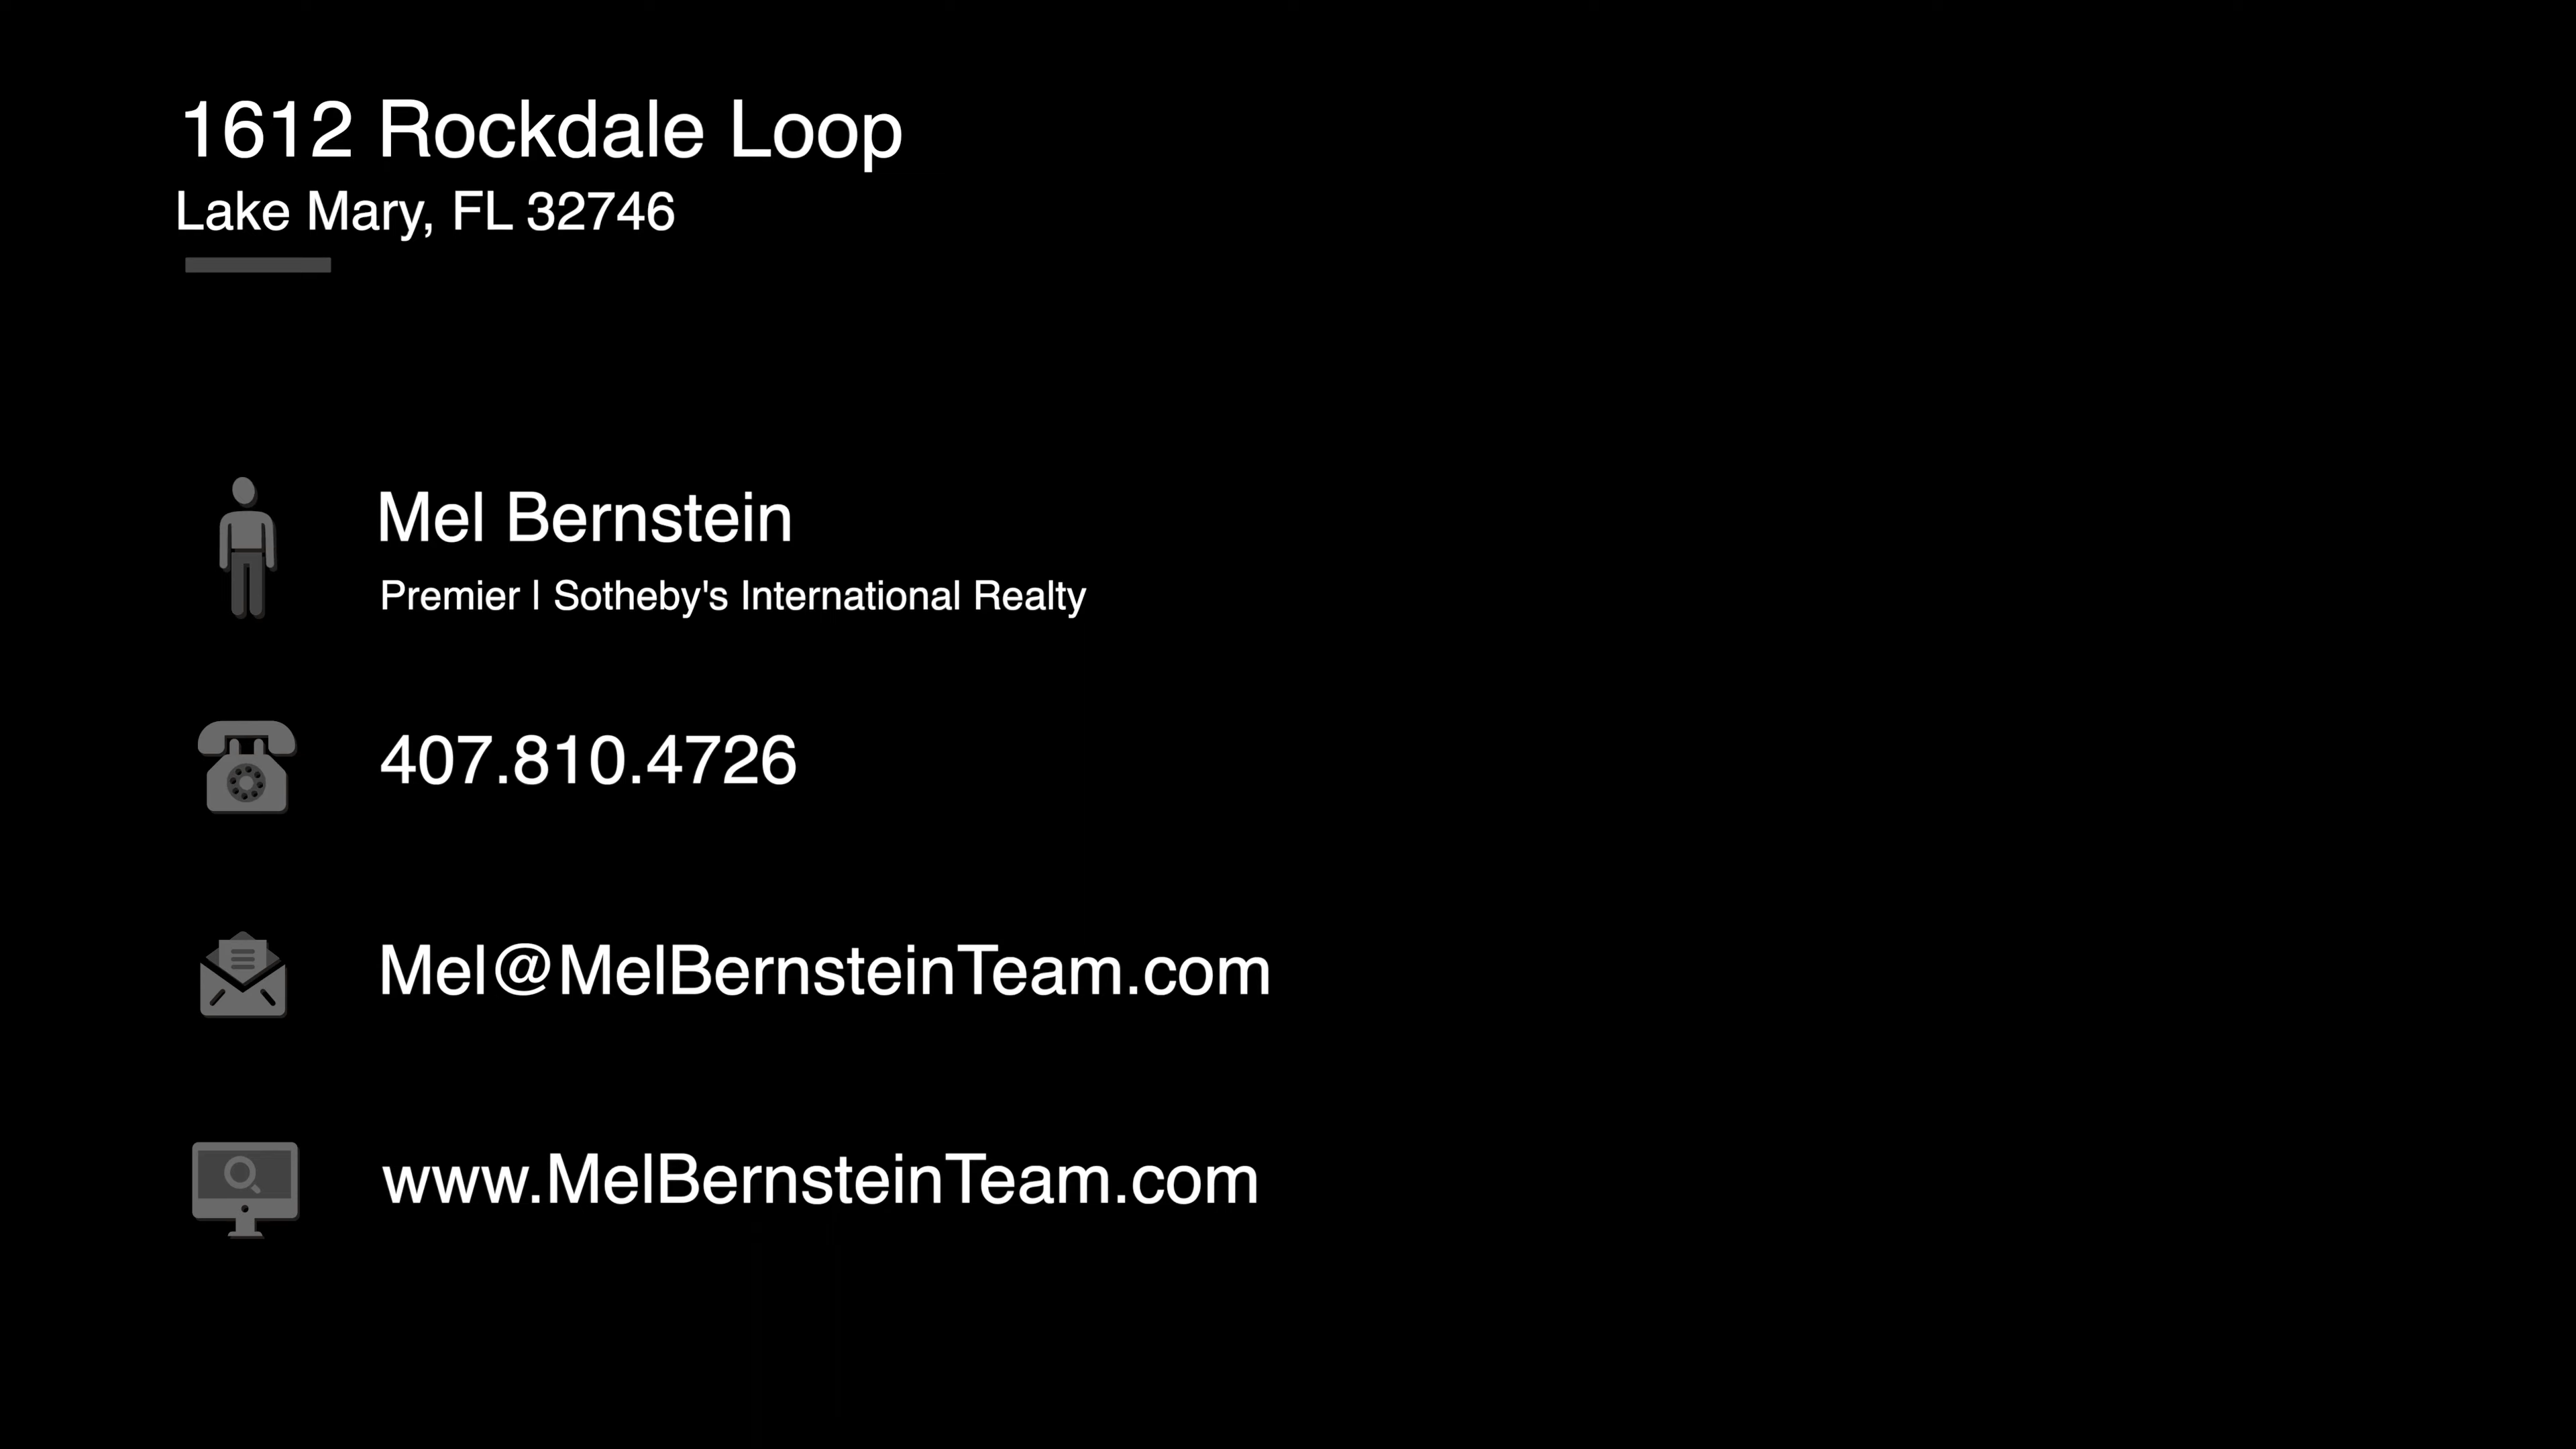 1612 Rockdale Loop
Lake Mary, FL 32746
Mel Bernstein
Premier | Sotheby's International Realty
407.810.4726
Mel@MelBernsteinTeam.com
www.MelBernsteinTeam.com